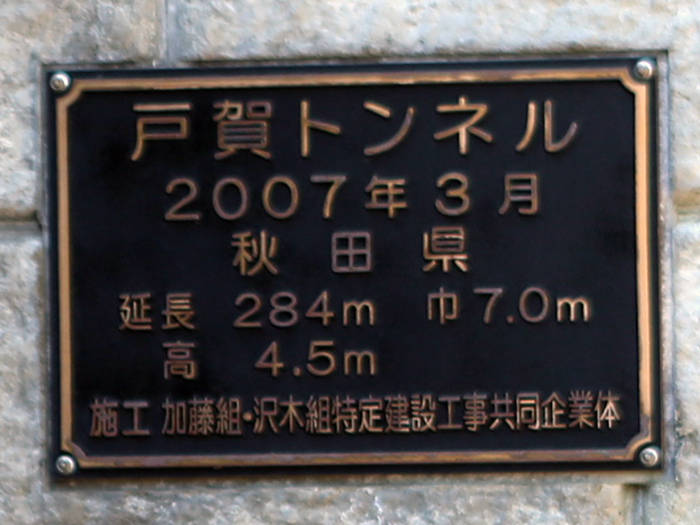 戸賀トンネル
2007年3月
秋田県
延長 284m 巾7.0m
高 4.5m
施工 加藤組・沢木組特定建設工事共同企業体